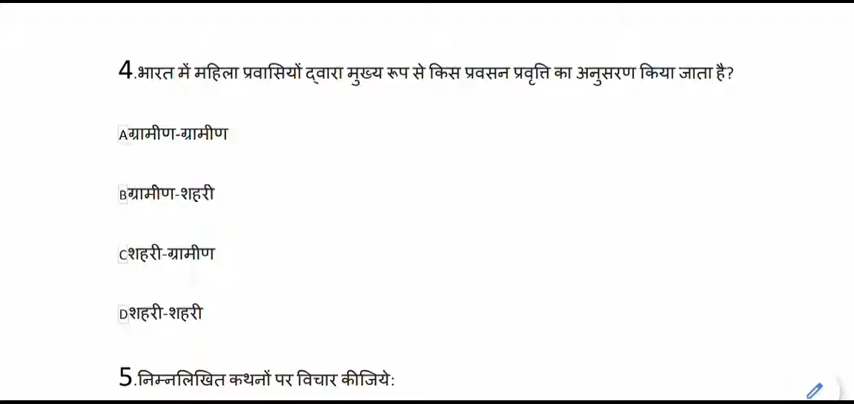 4.भारत में महिला प्रवासियों द्वारा मुख्य रूप से किस प्रवसन प्रवृत्ति का अनुसरण किया जाता है?
Aग्रामीण-ग्रामीण
Bग्रामीण-शहरी
Cशहरी-ग्रामीण
Dशहरी-शहरी
5.निम्नलिखित कथनों पर विचार कीजिये: